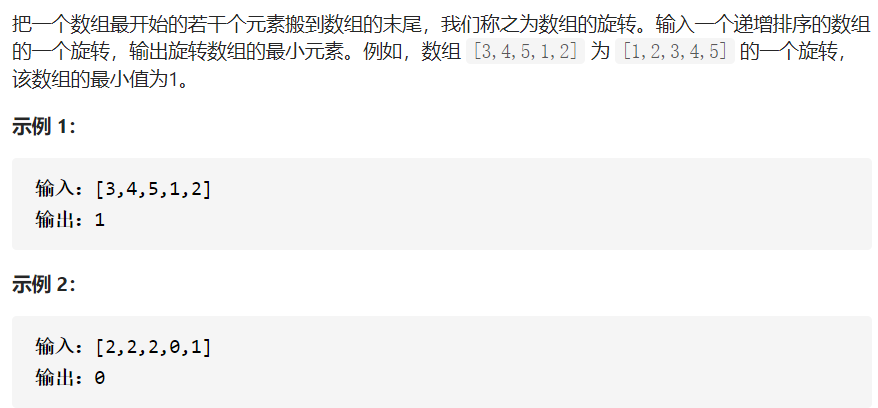 把一个数组最开始的若干个元素搬到数组的末尾，我们称之为数组的旋转。输入一个递增排序的数组
的一个旋转，输出旋转数组的最小元素。例如，数组 [3,4,5,1,2] 为 [1,2,3,4,5] 的一个旋转，
该数组的最小值为1。
示例 1：
输入：[3,4,5,1,2]
输出：1
示例 2：
输入：[2,2,2,0,1]
输出：0